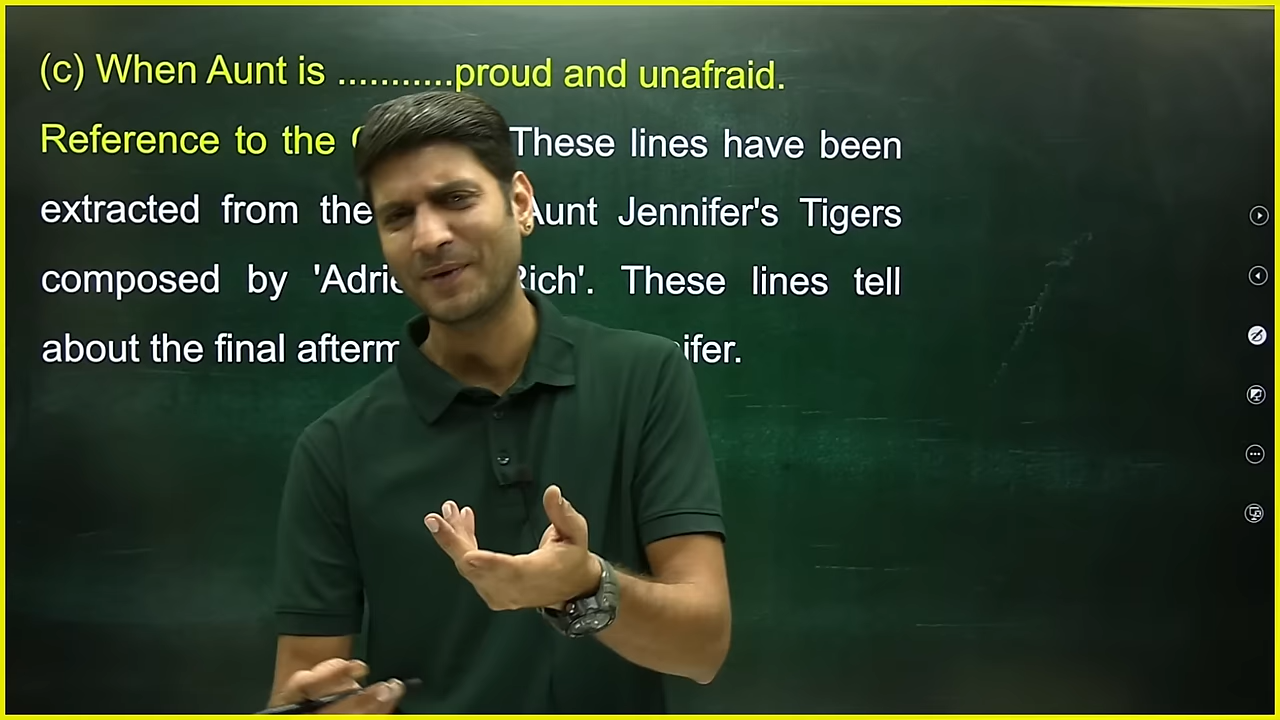 (c) When Aunt is ...........proud and unafraid.
Reference to the These lines have been
extracted from the Aunt Jennifer's Tigers
composed by 'Adrie Rich'. These lines tell
about the final afterm ifer.